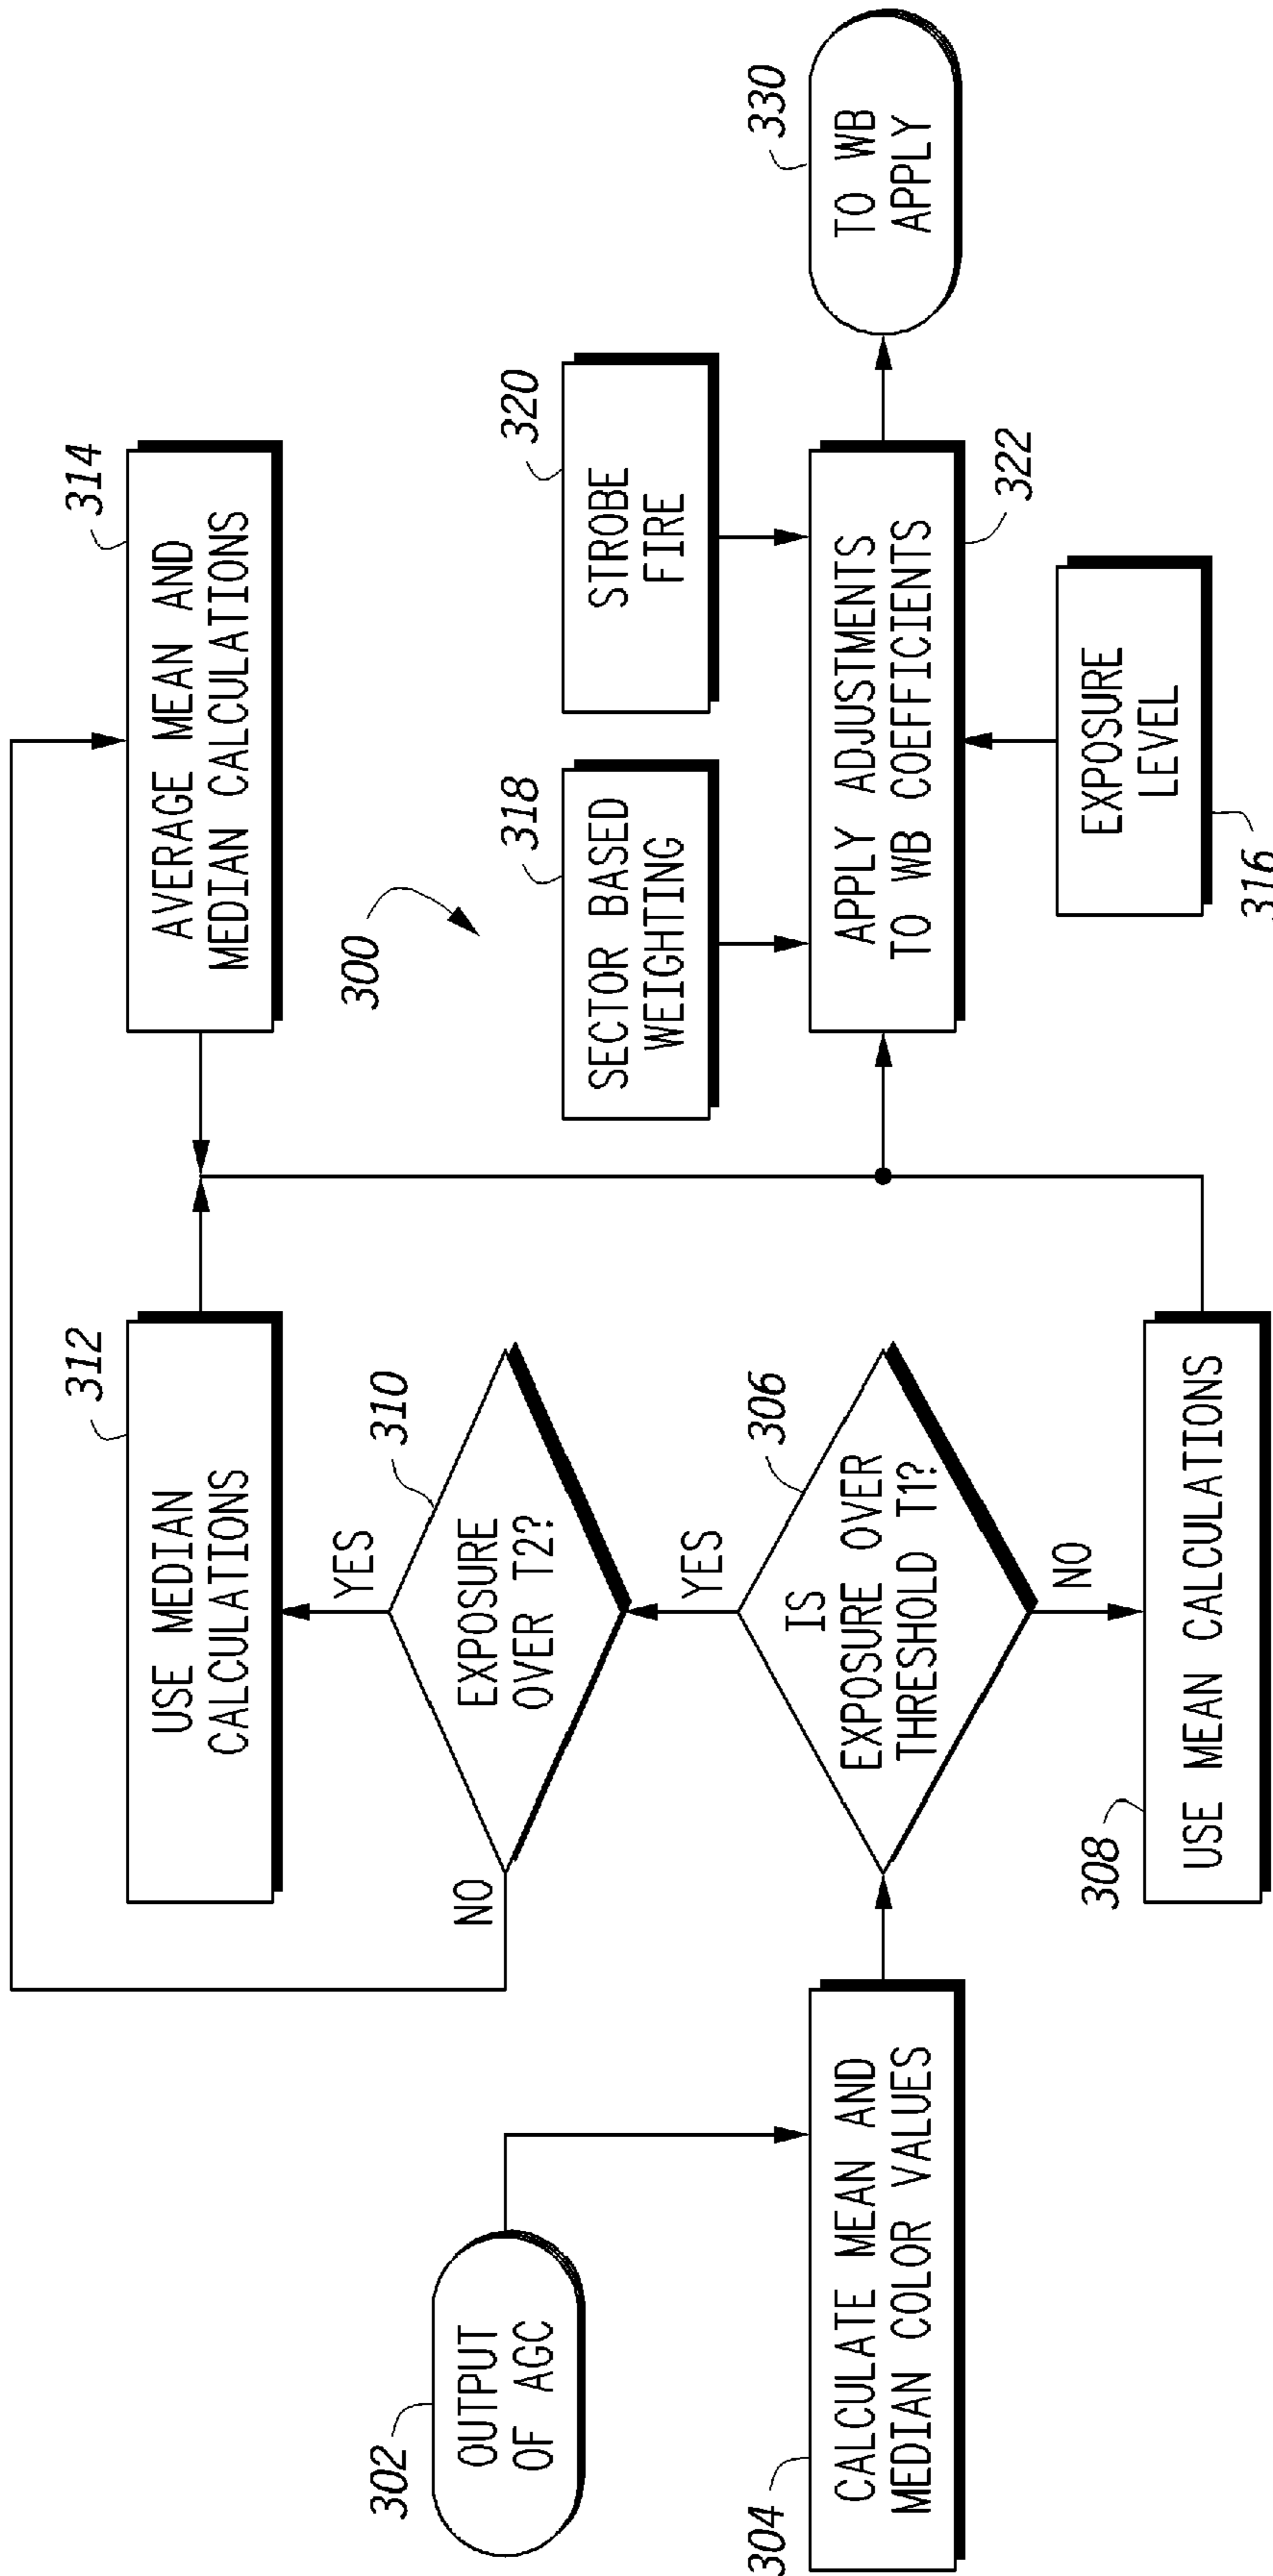 302
OUTPUT
OF AGC
304
CALCULATE MEAN AND
MEDIAN COLOR VALUES
306
IS
EXPOSURE OVER
THRESHOLD T1?
YES
NO
308
USE MEAN CALCULATIONS
310
EXPOSURE
OVER T2?
YES
NO
312
USE MEDIAN
CALCULATIONS
314
AVERAGE MEAN AND
MEDIAN CALCULATIONS
300
318
SECTOR BASED
WEIGHTING
320
STROBE
FIRE
APPLY ADJUSTMENTS
TO WB COEFFICIENTS
322
EXPOSURE
LEVEL
316
330
TO WB
APPLY